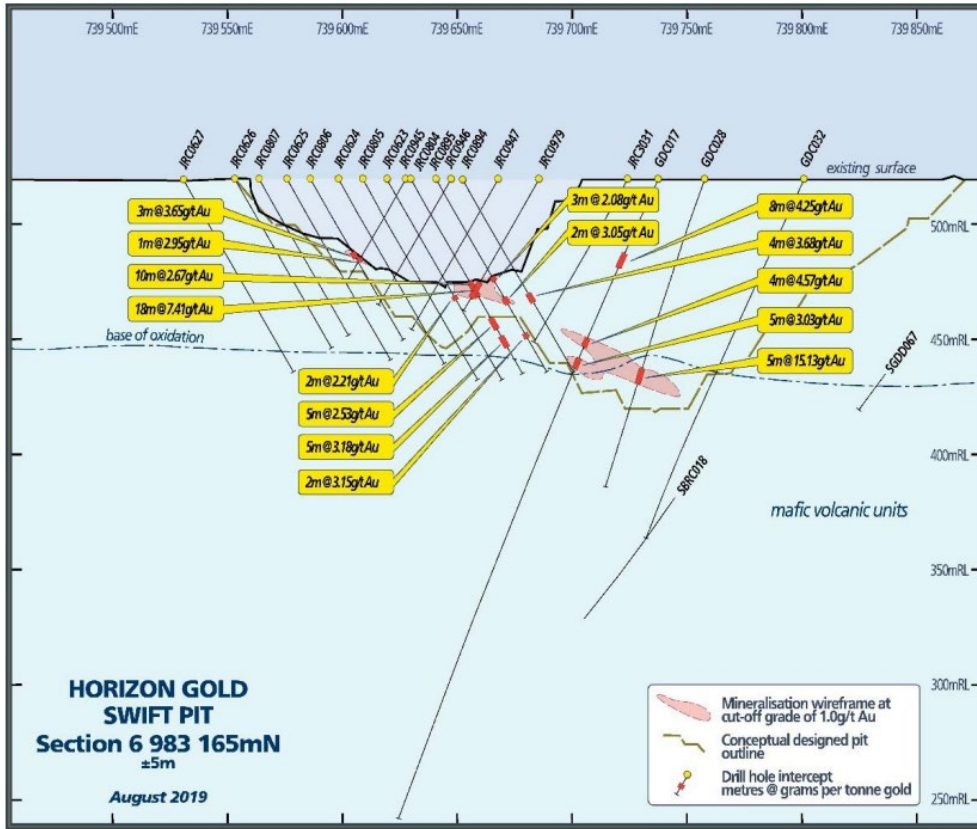 739 500mE
739 550mE
739 600mE
739 650mE
739 700mE
739 750mE
739 800mE
739 850mE
JRC0627
JRC0626
JRC0807
JRC0625
JRC0806
JRC0624
JRC0805
JRC0623
JRC0945
JRC0804
JRC0895
JRC0946
JRC0894
JRC0947
JRC0979
JRC3031
GDC017
GDC028
GDC032
existing surface
3m@3.65g/t Au
1m@2.95g/t Au
10m@2.67g/t Au
18m@7.41g/t Au
3m@2.08g/t Au
2m@3.05g/t Au
8m@4.25g/t Au
4m@3.68g/t Au
4m@4.57g/t Au
5m@3.03g/t Au
5m@15.13g/t Au
500mRL
450mRL
400mRL
350mRL
300mRL
250mRL
base of oxidation
2m@2.21g/t Au
5m@2.53g/t Au
5m@3.18g/t Au
2m@3.15g/t Au
SGDD067
SBRC018
mafic volcanic units
HORIZON GOLD
SWIFT PIT
Section 6 983 165mN
±5m
August 2019
Mineralisation wireframe at
cut-off grade of 1.0g/t Au
Conceptual designed pit
outline
Drill hole intercept
metres @ grams per tonne gold